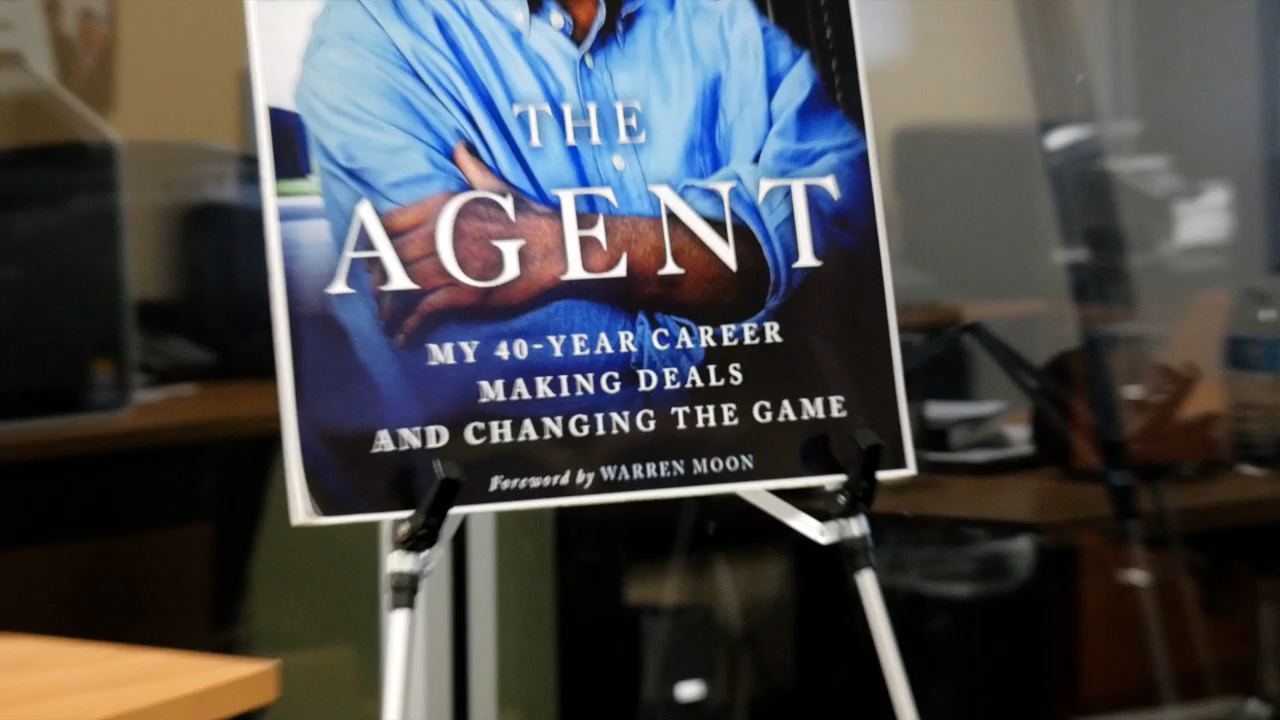 THE
AGENT
MY 40-YEAR CAREER
MAKING DEALS
AND CHANGING THE GAME
Foreword by WARREN MOON